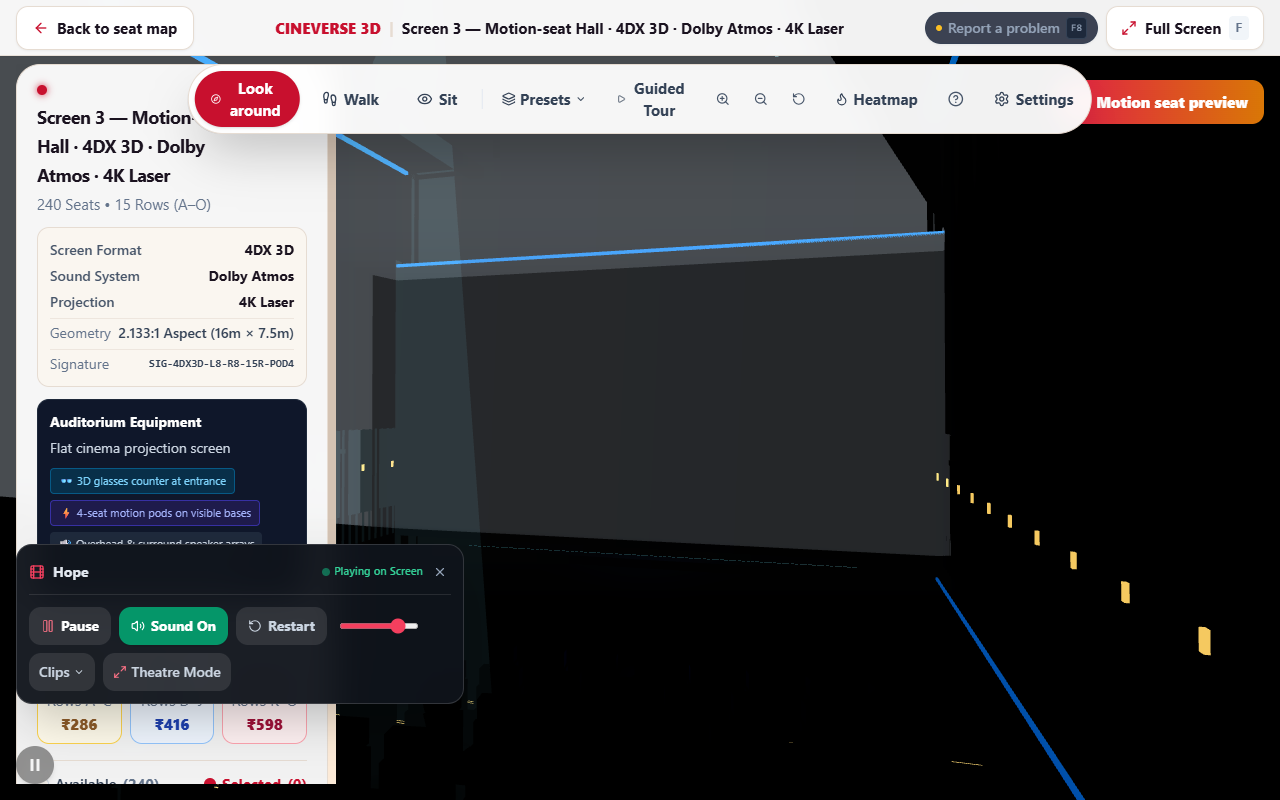 Back to seat map
CINEVERSE 3D | Screen 3 — Motion-seat Hall · 4DX 3D · Dolby Atmos · 4K Laser
Report a problem F8
Full Screen F
Look around
Walk
Sit
Presets
Guided Tour
Heatmap
Settings
Motion seat preview
Screen 3 — Motion-
Hall · 4DX 3D · Dolby
Atmos · 4K Laser
240 Seats • 15 Rows (A–O)
Screen Format 4DX 3D
Sound System Dolby Atmos
Projection 4K Laser
Geometry 2.133:1 Aspect (16m × 7.5m)
Signature SIG-4DX3D-L8-R8-15R-POD4
Auditorium Equipment
Flat cinema projection screen
3D glasses counter at entrance
4-seat motion pods on visible bases
Overhead & surround speaker arrays
Hope
Playing on Screen
Pause
Sound On
Restart
Clips
Theatre Mode
₹286 ₹416 ₹598
Available (240) Selected (0)